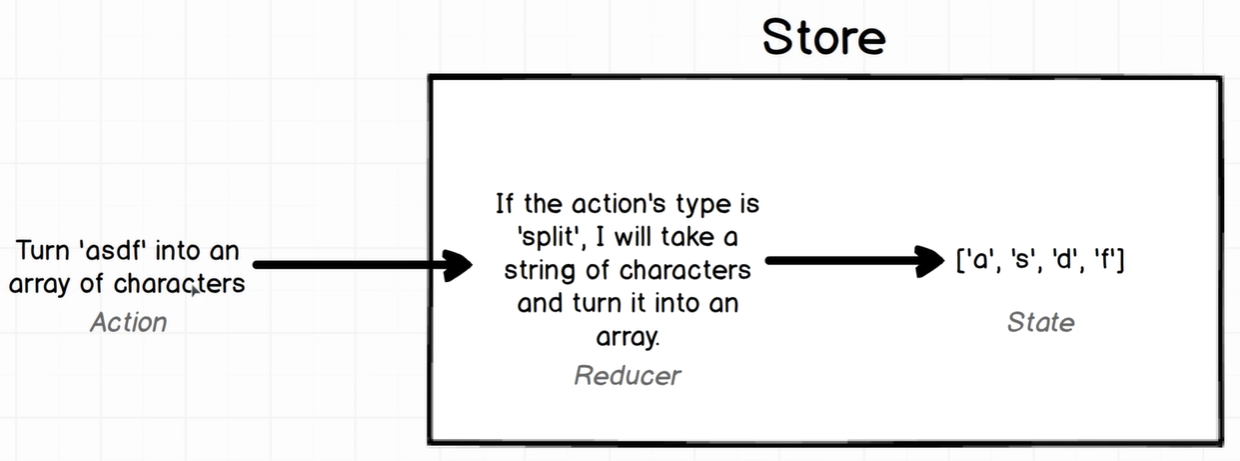 Store
Turn 'asdf' into an
array of characters
Action
If the action's type is
'split', I will take a
string of characters
and turn it into an
array.
Reducer
['a', 's', 'd', 'f']
State